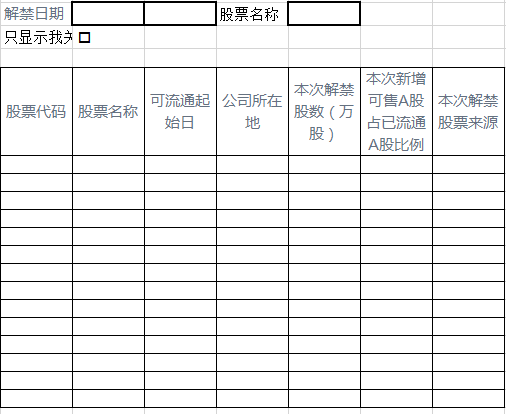 解禁日期 股票名称
只显示我关
股票代码 股票名称 可流通起始日 公司所在地 本次解禁股数（万股） 本次新增可售A股占已流通A股比例 本次解禁股票来源